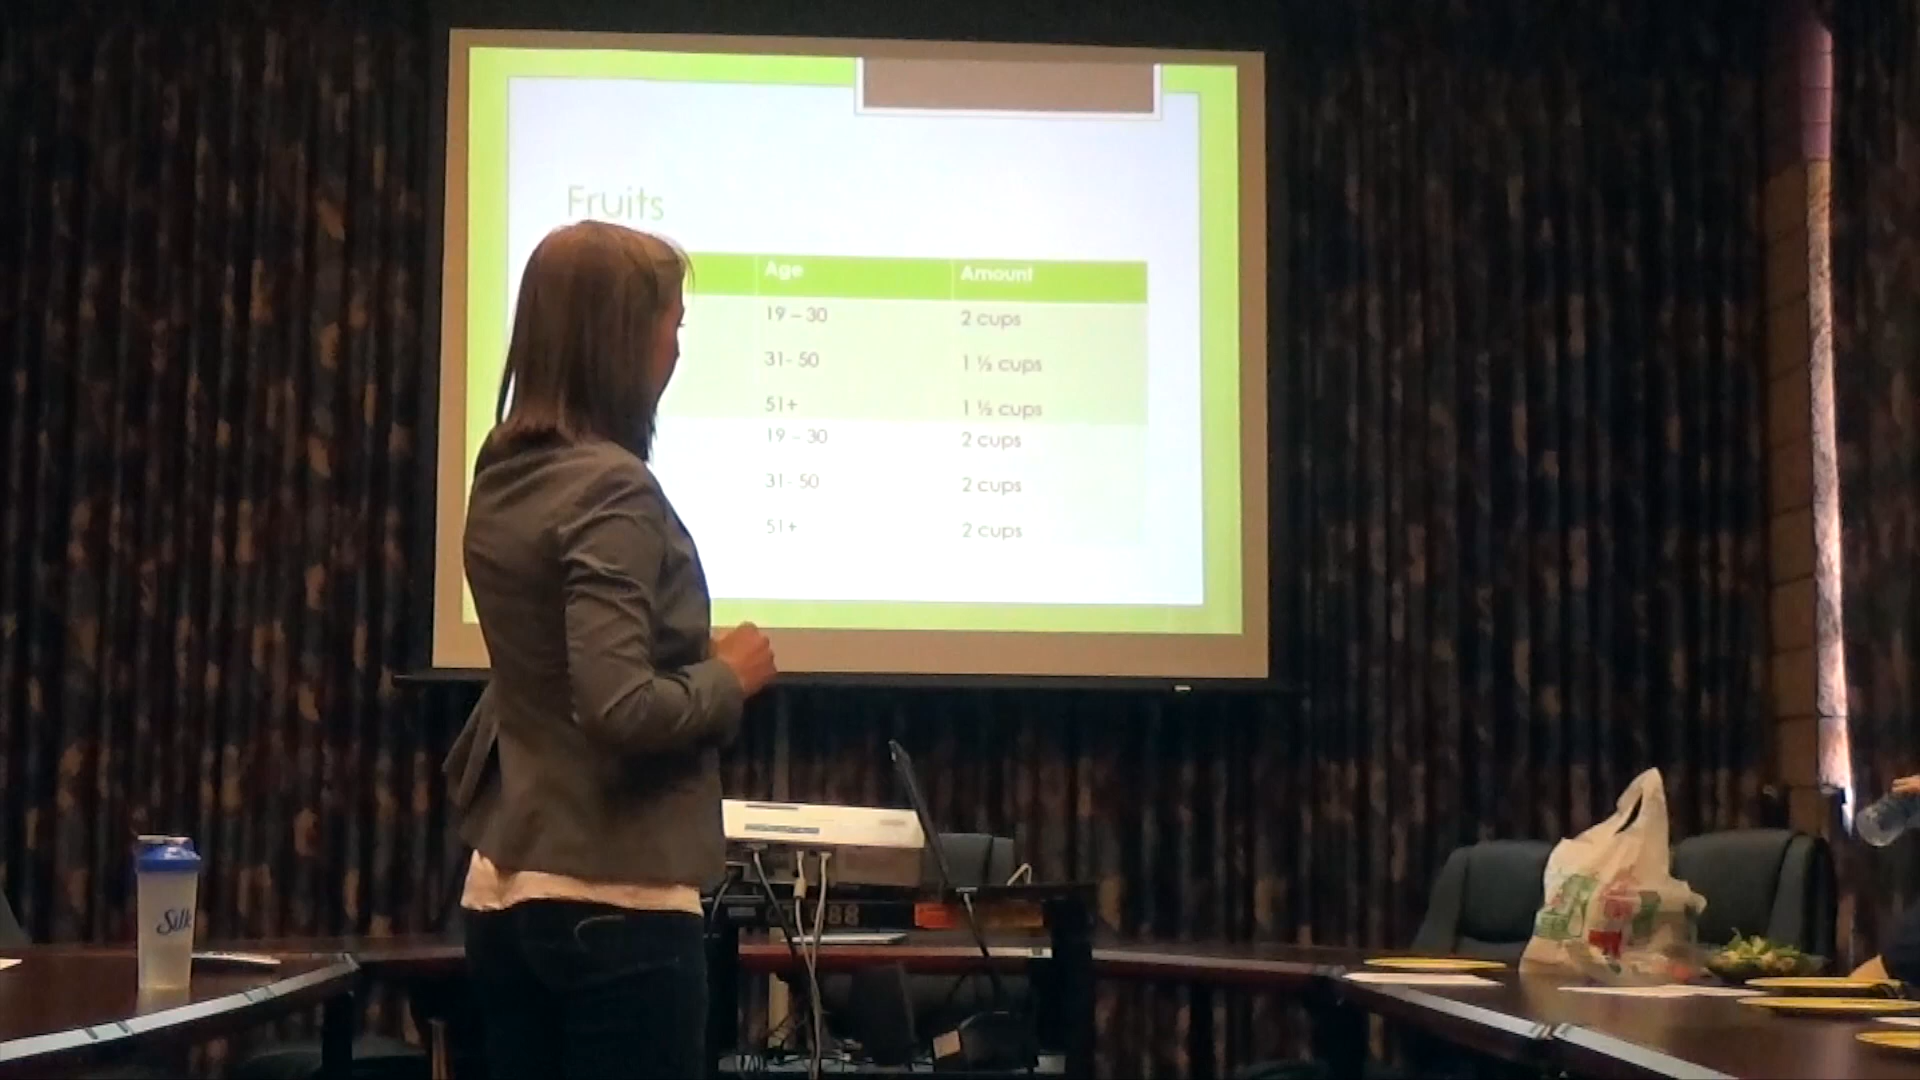 Fruits
Age Amount
19 – 30 2 cups
31- 50 1 ½ cups
51+ 1 ½ cups
19 – 30 2 cups
31- 50 2 cups
51+ 2 cups
Silk